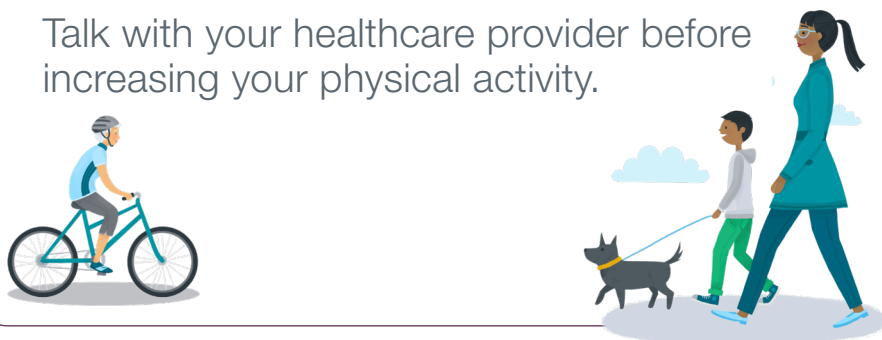 Talk with your healthcare provider before
increasing your physical activity.